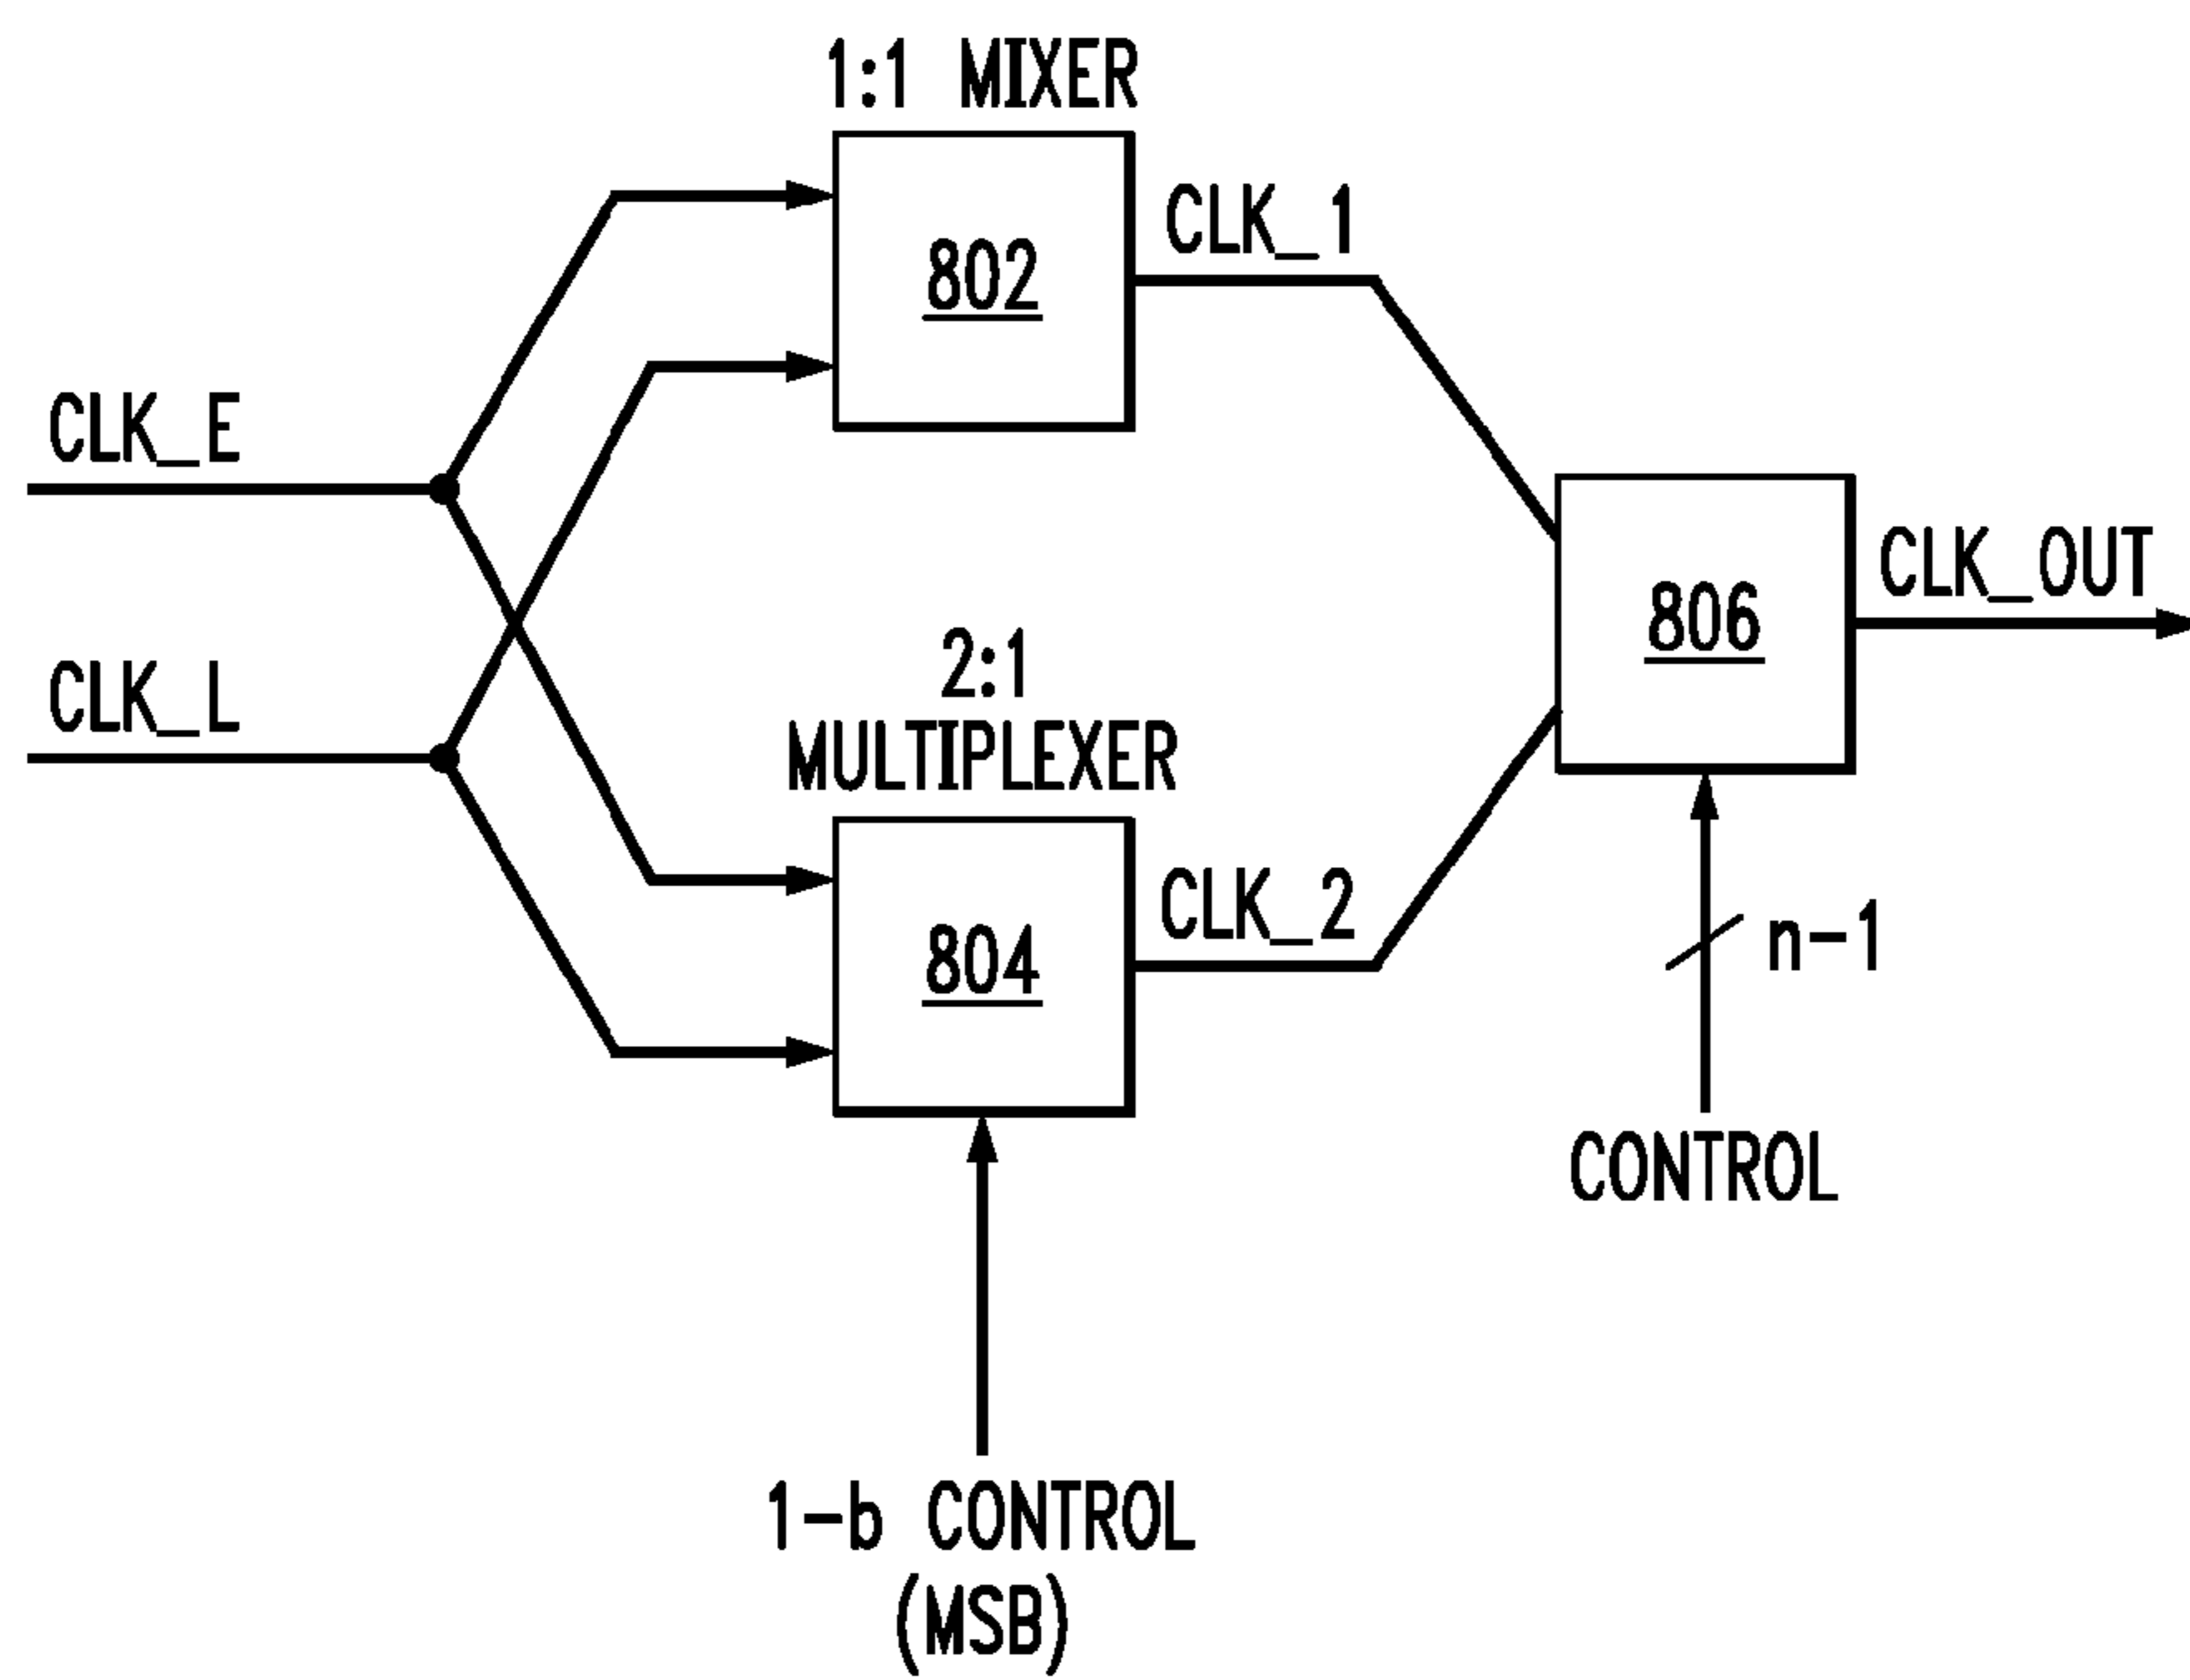 1:1 MIXER
802
CLK_1
CLK_E
CLK_OUT
806
CLK_L
2:1
MULTIPLEXER
804
CLK_2
n-1
CONTROL
1-b CONTROL
(MSB)